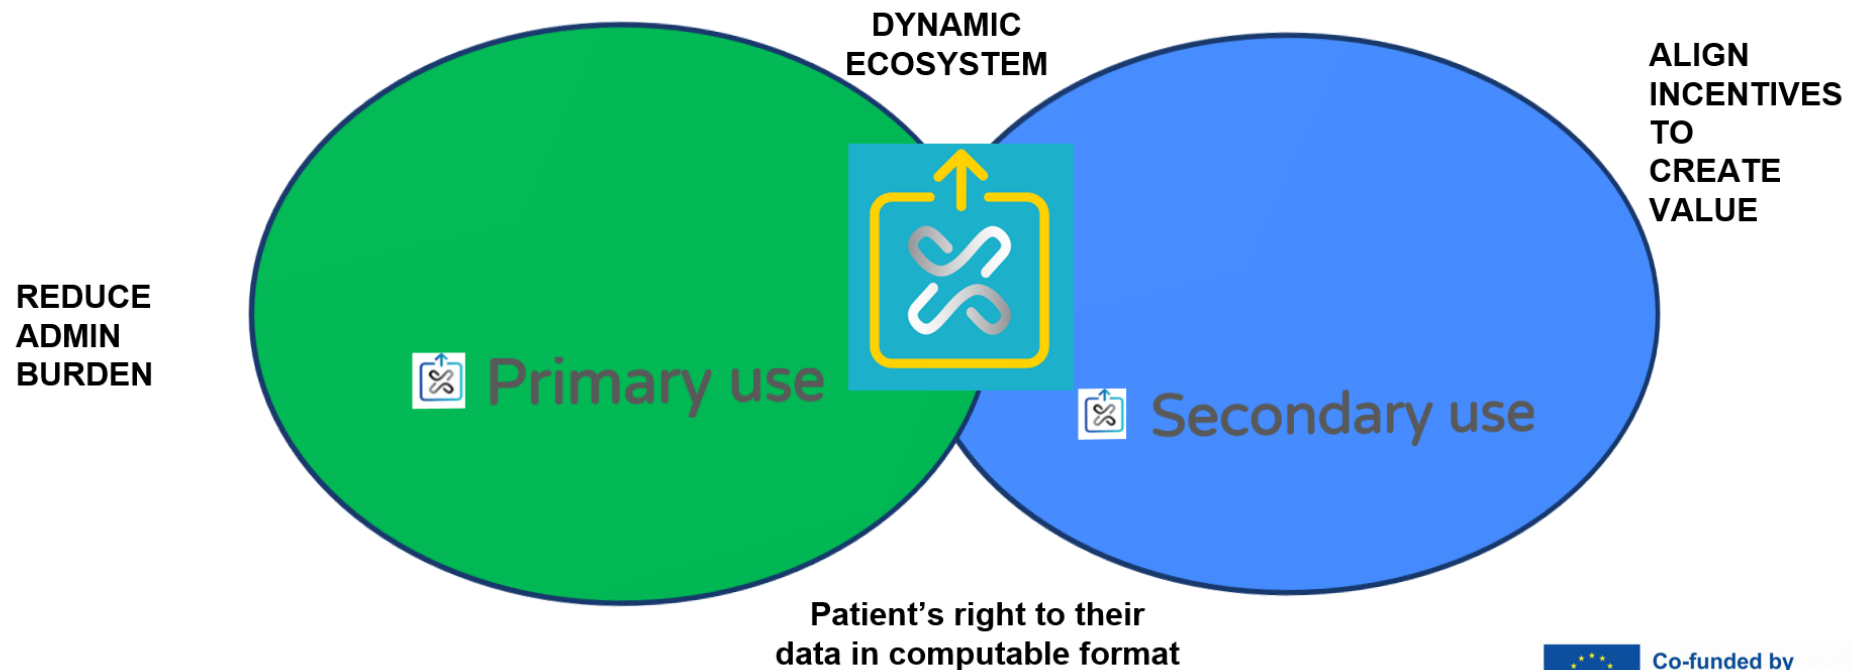 DYNAMIC
ECOSYSTEM
ALIGN
INCENTIVES
TO
CREATE
VALUE
REDUCE
ADMIN
BURDEN
Primary use
Secondary use
Patient’s right to their
data in computable format
Co-funded by